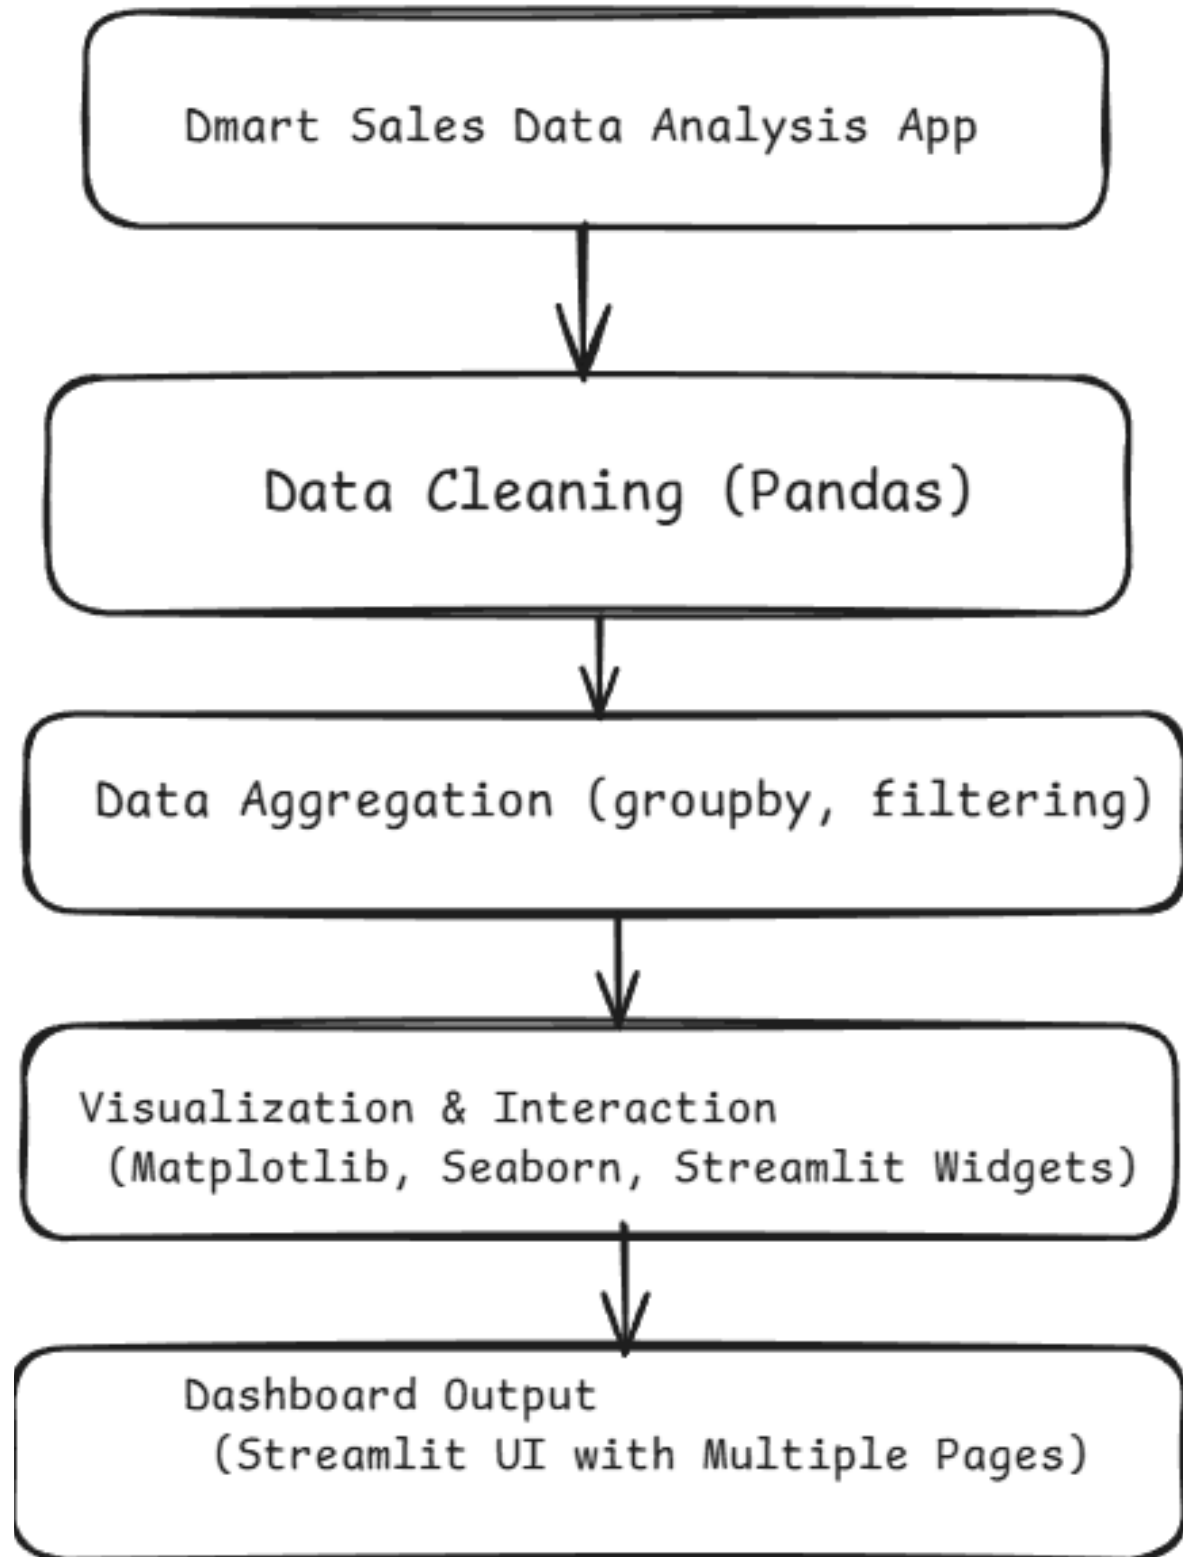 Dmart Sales Data Analysis App
Data Cleaning (Pandas)
Data Aggregation (groupby, filtering)
Visualization & Interaction
(Matplotlib, Seaborn, Streamlit Widgets)
Dashboard Output
(Streamlit UI with Multiple Pages)